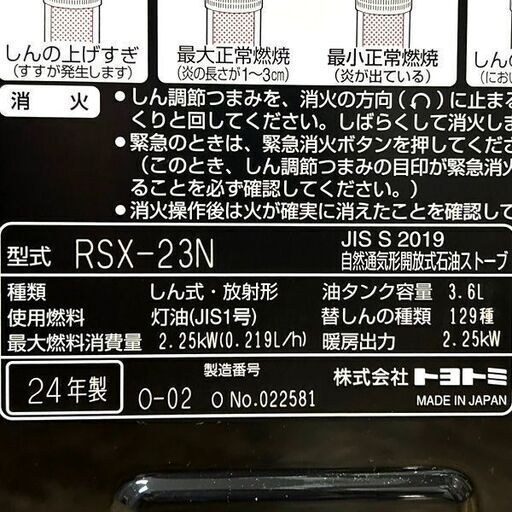 しんの上げすぎ
(すすが発生します)
最大正常燃焼
(炎の長さが1~3cm)
最小正常燃焼
(炎が出ている)
しんの
(におい
消火
●しん調節つまみを、消火の方向()に止まる
くりと回してください。しばらくして消火しま
●緊急のときは、緊急消火ボタンを押してくださ
(このとき、しん調節つまみの目印が緊急消火
ることを必ず確認してください。)
●消火操作後は火が確実に消えたことを確認
型式 RSX-23N
JIS S 2019
自然通気形開放式石油ストーブ
種類 しん式・放射形 油タンク容量 3.6L
使用燃料 灯油(JIS1号) 替しんの種類 129種
最大燃料消費量 2.25kW(0.219L/h) 暖房出力 2.25kW
24年製
製造番号
O-02 O No.022581
株式会社 トヨトミ
MADE IN JAPAN